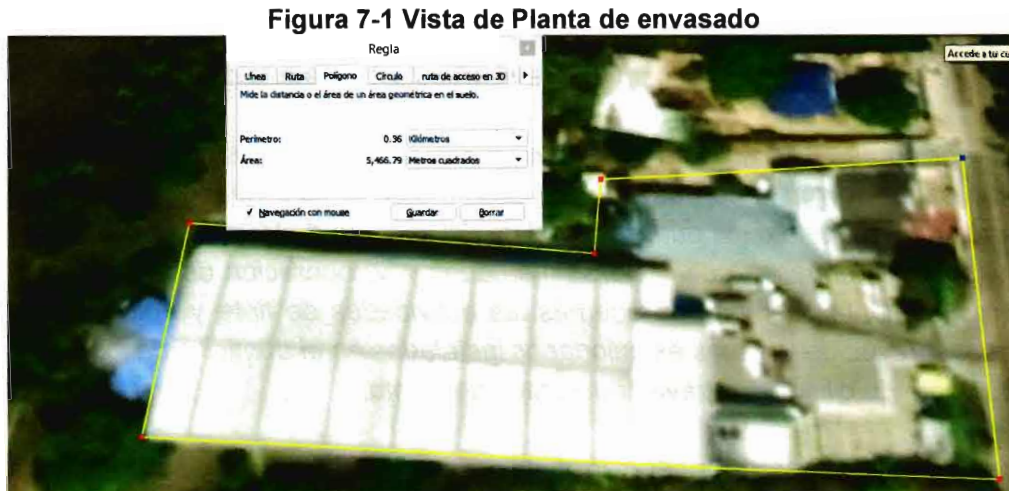 Figura 7-1 Vista de Planta de envasado
Regla
Accede a tu cu
Línea Ruta Polígono Círculo ruta de acceso en 3D
Mide la distancia o el área de un área geométrica en el suelo.
Perímetro: 0.36 Kilómetros
Área: 5,466.79 Metros cuadrados
Navegación con mouse Guardar Borrar